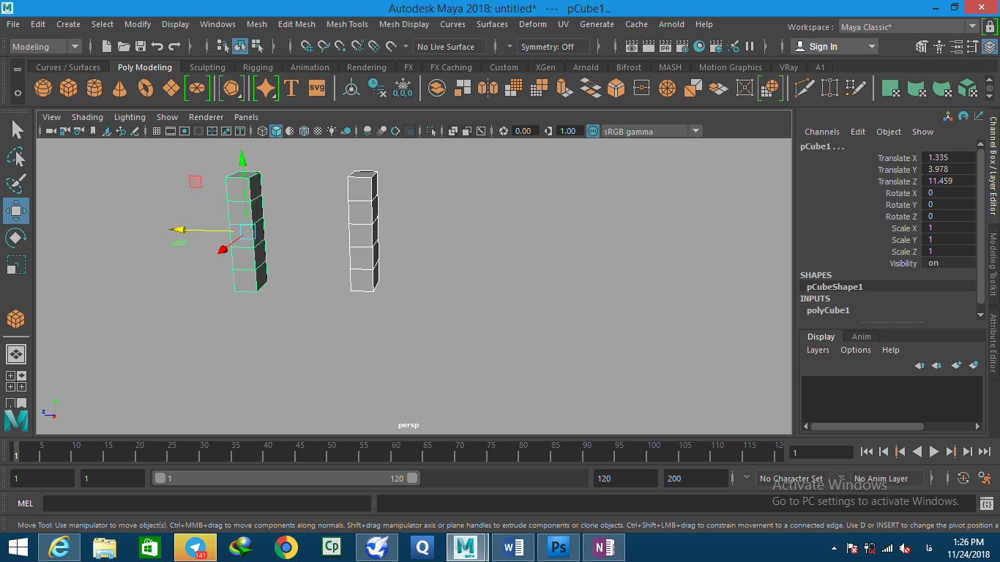 Autodesk Maya 2018: untitled* --- pCube1...
File Edit Create Select Modify Display Windows Mesh Edit Mesh Mesh Tools Mesh Display Curves Surfaces Deform UV Generate Cache Arnold Help
Workspace : Maya Classic*
Modeling
No Live Surface
Symmetry: Off
IPR
Sign In
Curves / Surfaces Poly Modeling Sculpting Rigging Animation Rendering FX FX Caching Custom XGen Arnold Bifrost MASH Motion Graphics VRay A1
T
SVG
0,0,0
View Shading Lighting Show Renderer Panels
0.00 1.00 ON sRGB gamma
persp
y
z
x
Channels Edit Object Show
pCube1 . . .
Translate X 1.335
Translate Y 3.978
Translate Z 11.459
Rotate X 0
Rotate Y 0
Rotate Z 0
Scale X 1
Scale Y 1
Scale Z 1
Visibility on
SHAPES
pCubeShape1
INPUTS
polyCube1
Display Anim
Layers Options Help
Channel Box / Layer Editor
Modeling Toolkit
Attribute Editor
M
5 10 15 20 25 30 35 40 45 50 55 60 65 70 75 80 85 90 95 100 105 110 115 12
1
1
1 1 1 120 120 200 No Character Set No Anim Layer
Activate Windows
Go to PC settings to activate Windows.
MEL
Move Tool: Use manipulator to move object(s). Ctrl+MMB+drag to move components along normals. Shift+drag manipulator axis or plane handles to extrude components or clone objects. Ctrl+Shift+LMB+drag to constrain movement to a connected edge. Use D or INSERT to change the pivot position a
141
Cp
Q
M
MAYA
W
Ps
N
فا
1:26 PM
11/24/2018